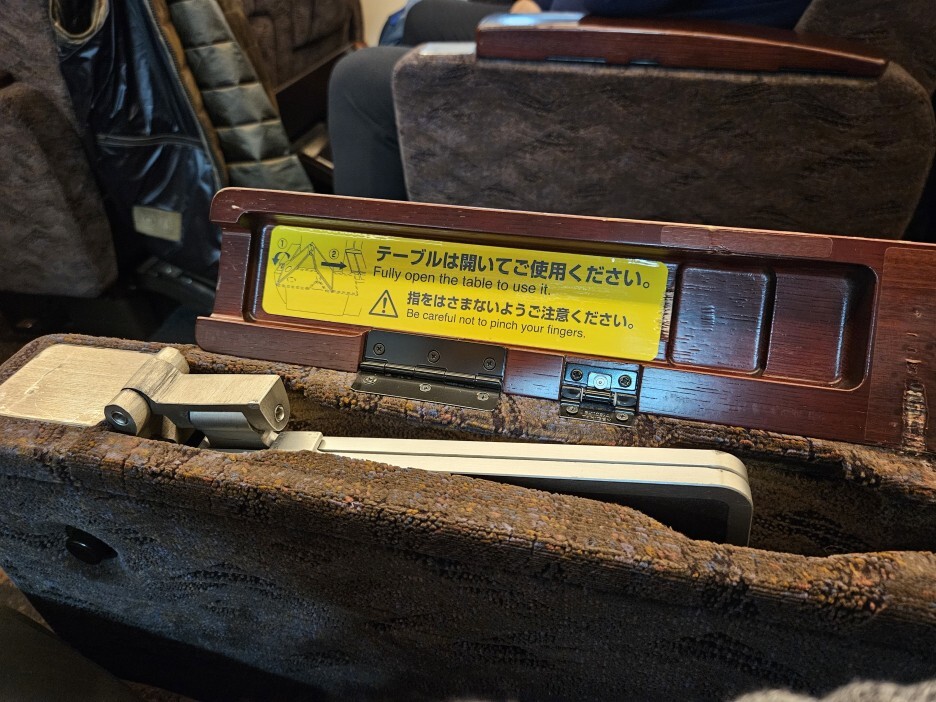 ① ②
テーブルは開いてご使用ください。
Fully open the table to use it.
指をはさまないようご注意ください。
Be careful not to pinch your fingers.